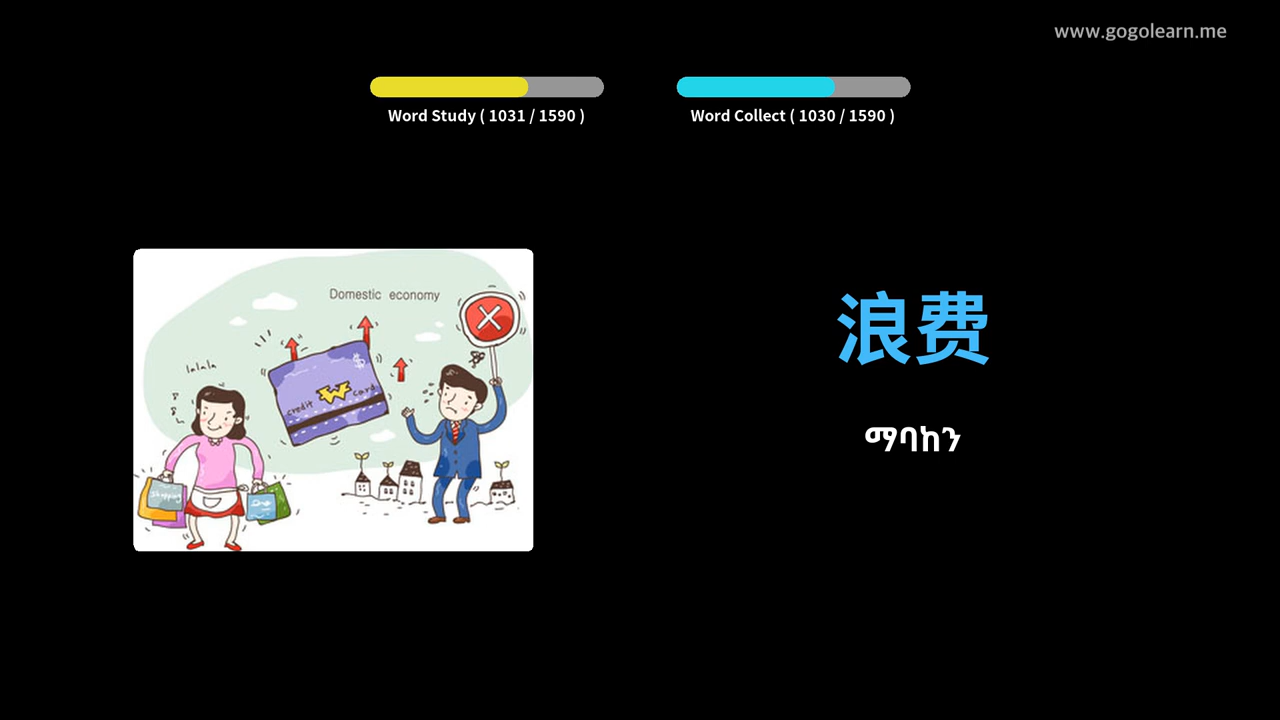 www.gogolearn.me
Word Study ( 1031 / 1590 )
Word Collect ( 1030 / 1590 )
Domestic economy
lalala
$
W
credit card
Shopping
浪费
ማባከን